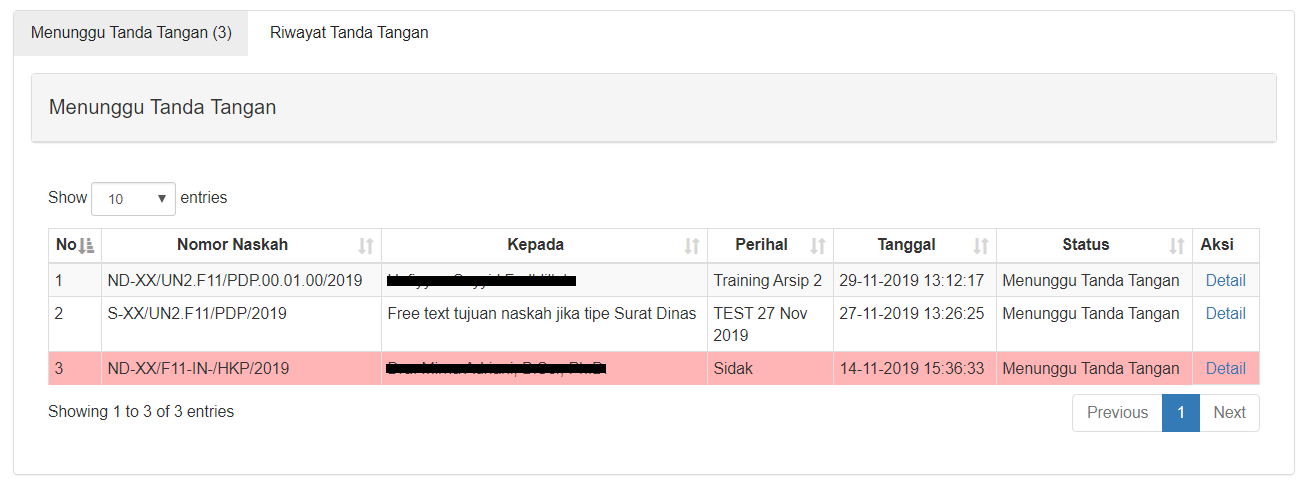 Menunggu Tanda Tangan (3) Riwayat Tanda Tangan
Menunggu Tanda Tangan
Show 10 entries
No Nomor Naskah Kepada Perihal Tanggal Status Aksi
1 ND-XX/UN2.F11/PDP.00.01.00/2019 Training Arsip 2 29-11-2019 13:12:17 Menunggu Tanda Tangan Detail
2 S-XX/UN2.F11/PDP/2019 Free text tujuan naskah jika tipe Surat Dinas TEST 27 Nov 27-11-2019 13:26:25 Menunggu Tanda Tangan Detail
2019
3 ND-XX/F11-IN-/HKP/2019 Sidak 14-11-2019 15:36:33 Menunggu Tanda Tangan Detail
Showing 1 to 3 of 3 entries Previous 1 Next